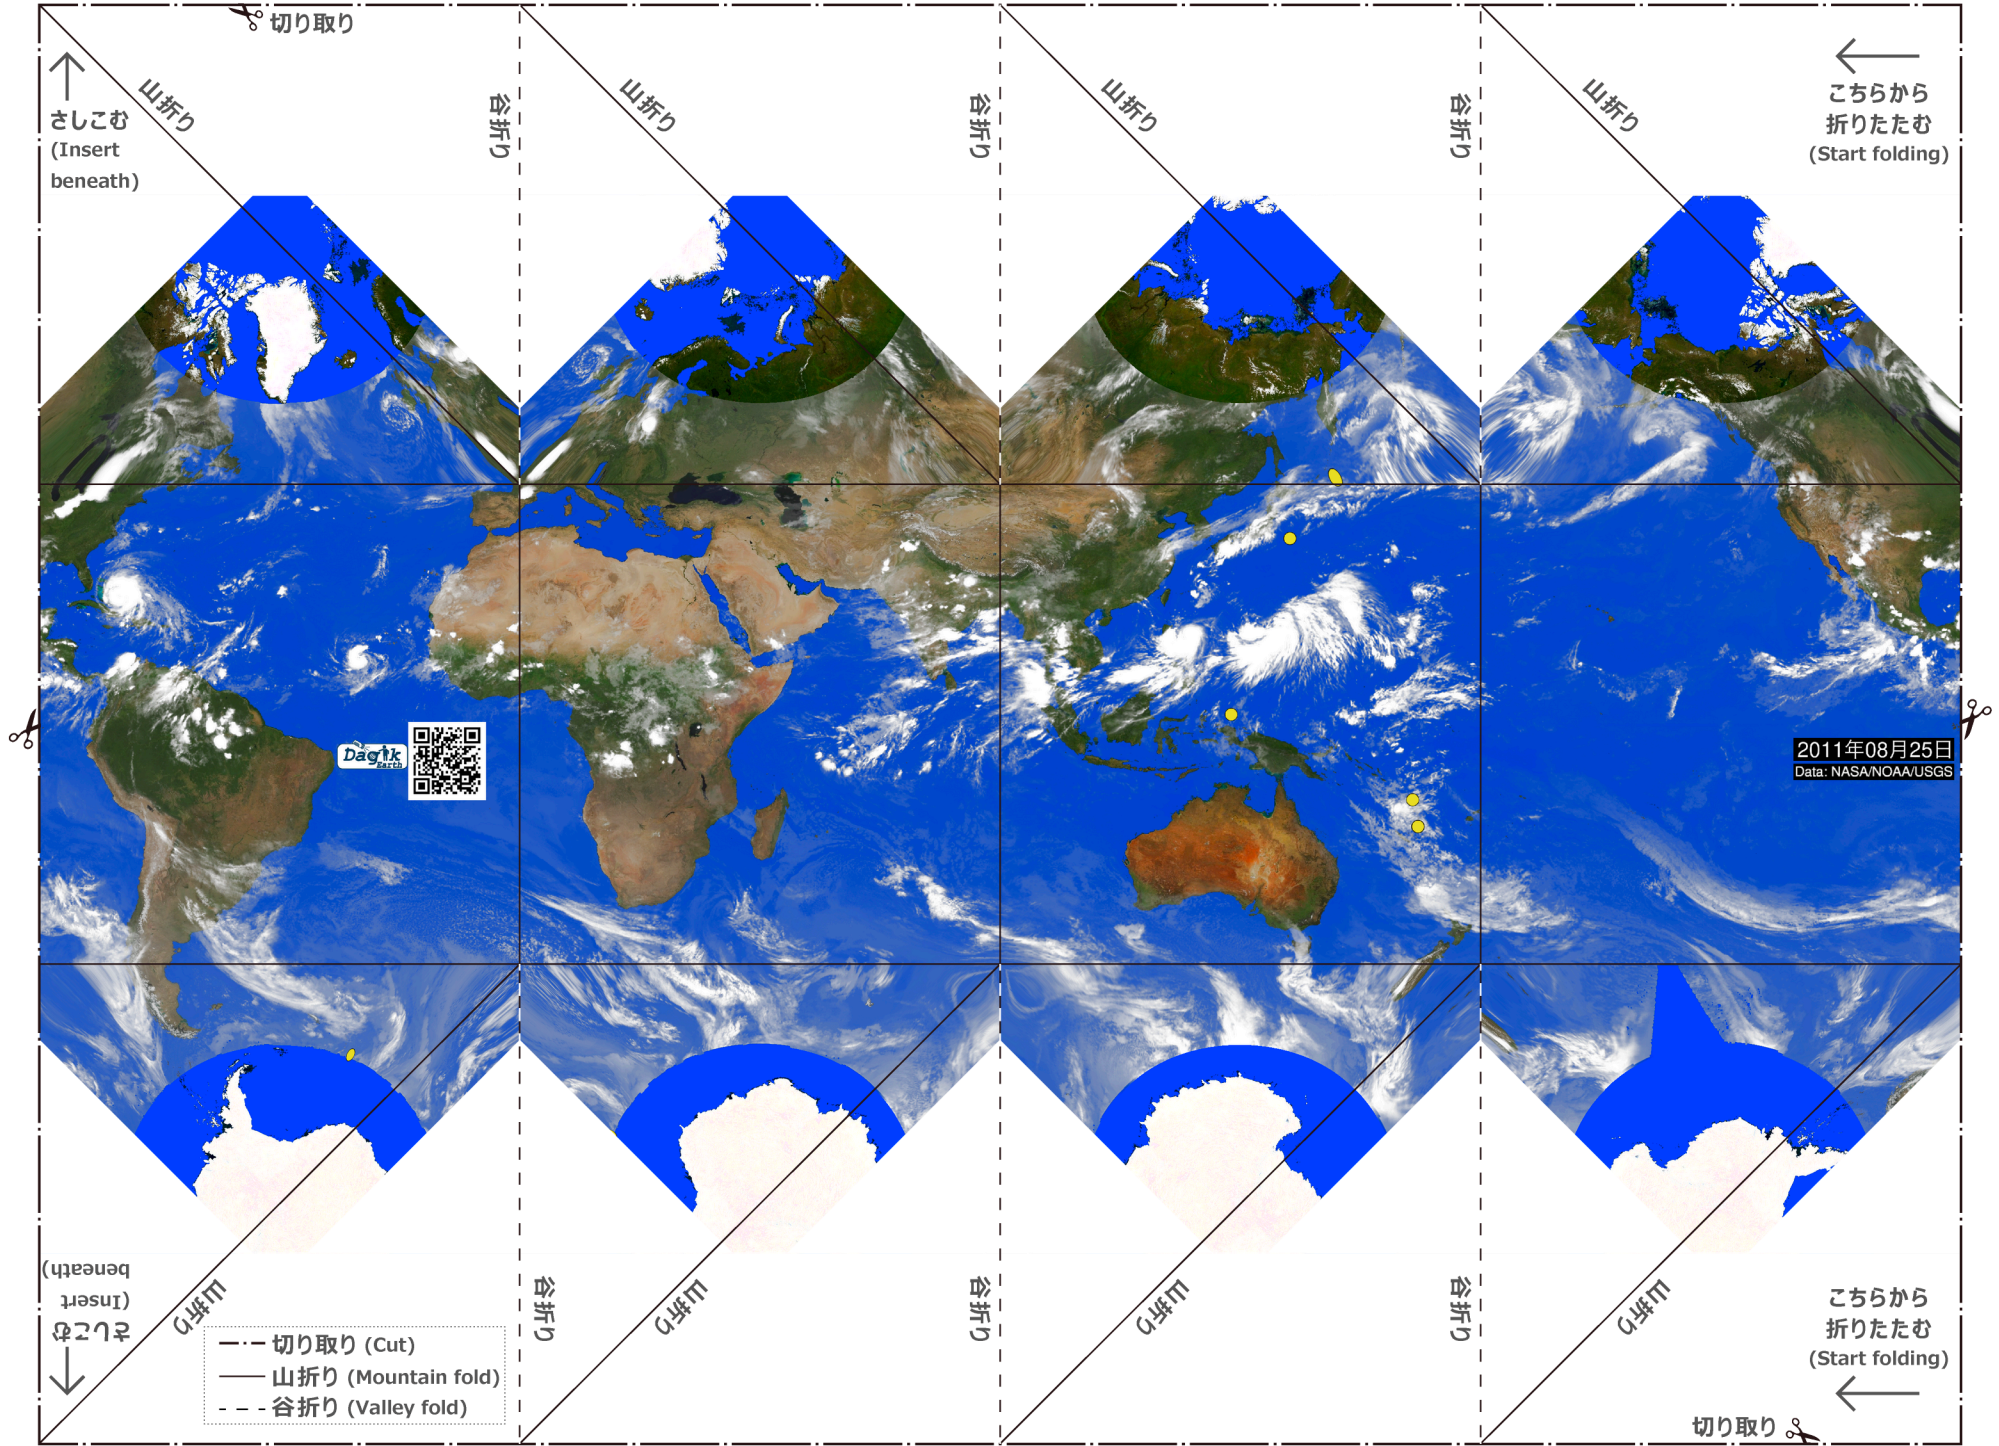 切り取り
山折り
山折り
山折り
山折り
谷折り
谷折り
谷折り
さしこむ
(Insert
beneath)
こちらから
折りたたむ
(Start folding)
Dagik
Earth
2011年08月25日
Data: NASA/NOAA/USGS
さしこむ
(Insert
beneath)
山折り
山折り
山折り
山折り
谷折り
谷折り
谷折り
切り取り (Cut)
山折り (Mountain fold)
谷折り (Valley fold)
こちらから
折りたたむ
(Start folding)
切り取り